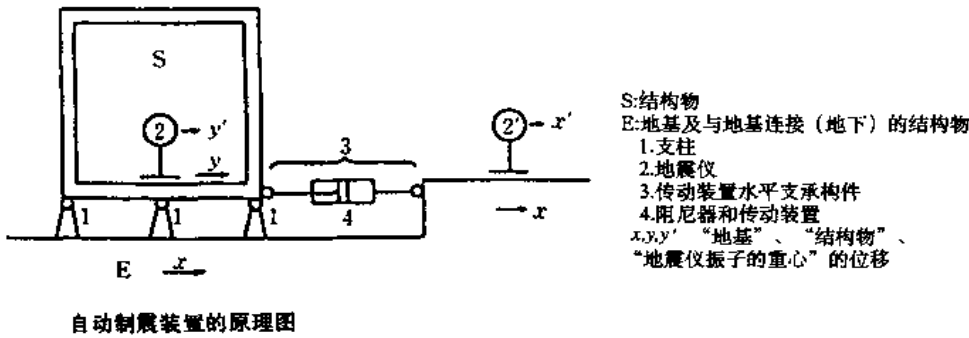 S
2
y'
y
1
1
1
3
4
2'
x'
x
E
x
S:结构物
E:地基及与地基连接（地下）的结构物
1.支柱
2.地震仪
3.传动装置水平支承构件
4.阻尼器和传动装置
x,y,y' “地基”、“结构物”、
“地震仪振子的重心”的位移
自动制震装置的原理图